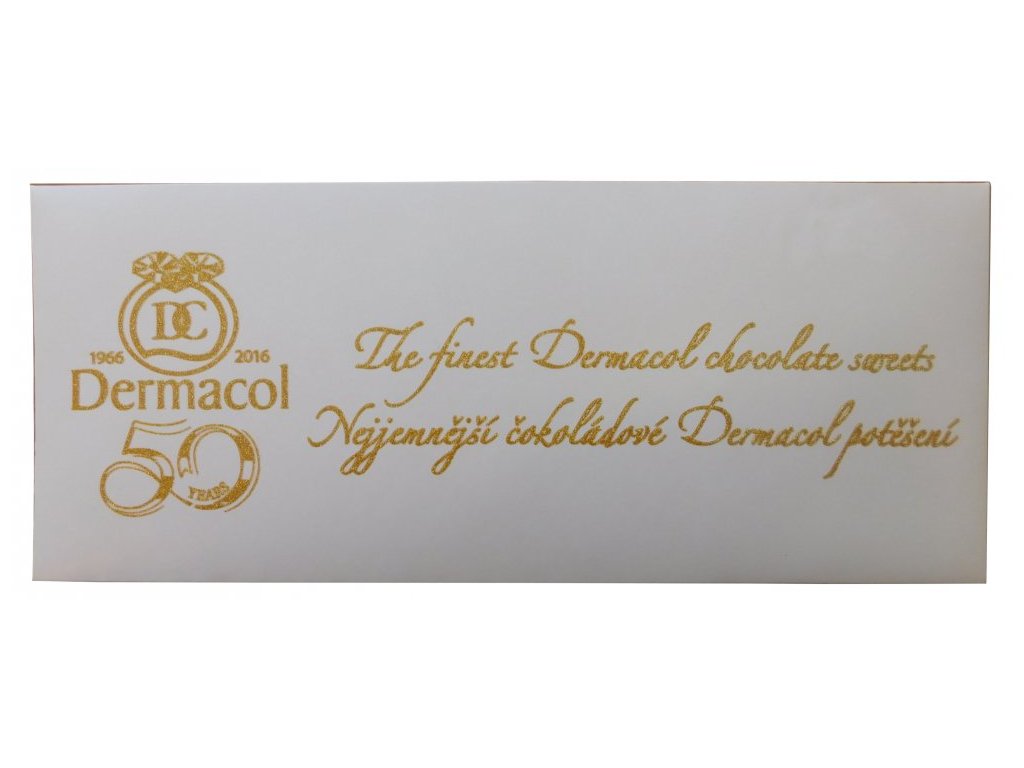 DC
1966 2016
Dermacol
50
YEARS
The finest Dermacol chocolate sweets
Nejjemnější čokoládové Dermacol potěšení